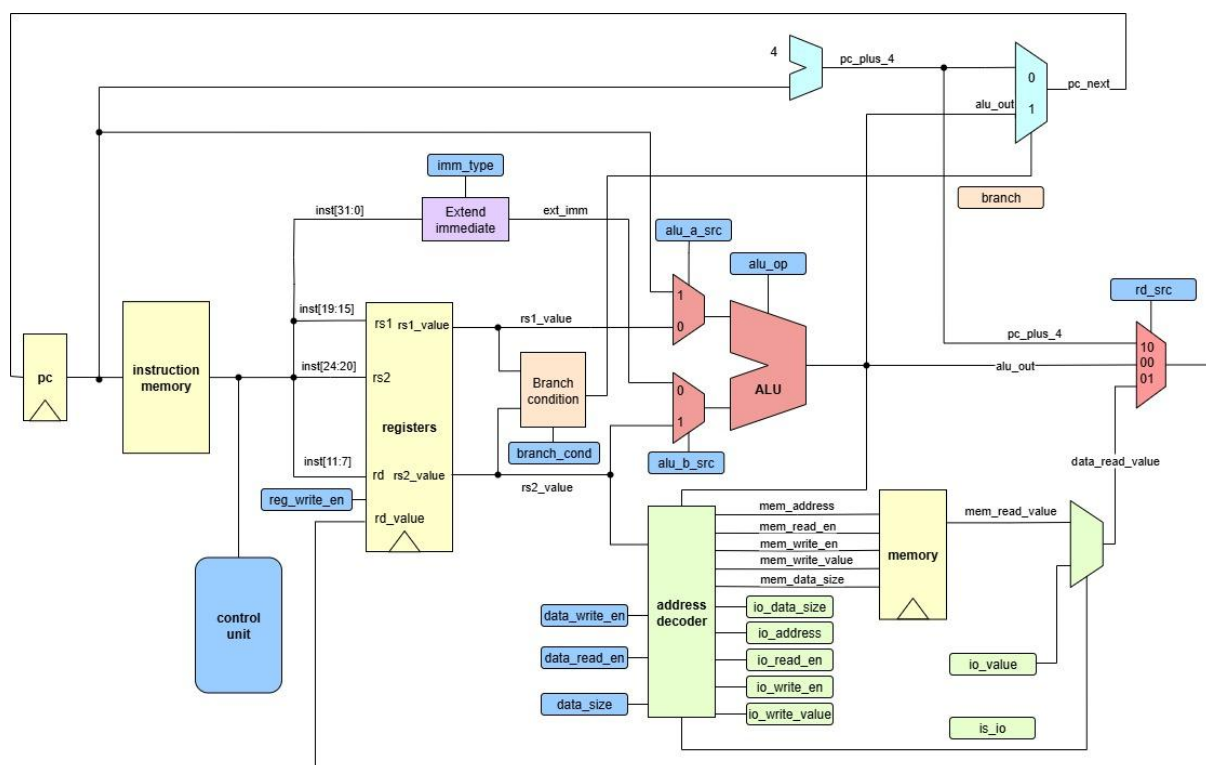 4
pc_plus_4
0
1
pc_next
alu_out
imm_type
branch
inst[31:0]
Extend
immediate
ext_imm
alu_a_src
alu_op
rd_src
1
0
inst[19:15]
rs1
rs1_value
rs1_value
pc_plus_4
10
00
01
pc
instruction
memory
inst[24:20]
rs2
Branch
condition
alu_out
0
1
ALU
registers
branch_cond
alu_b_src
inst[11:7]
rd
rs2_value
rs2_value
data_read_value
reg_write_en
rd_value
mem_address
mem_read_en
mem_write_en
mem_write_value
mem_data_size
memory
mem_read_value
control
unit
address
decoder
data_write_en
data_read_en
data_size
io_data_size
io_address
io_read_en
io_write_en
io_write_value
io_value
is_io